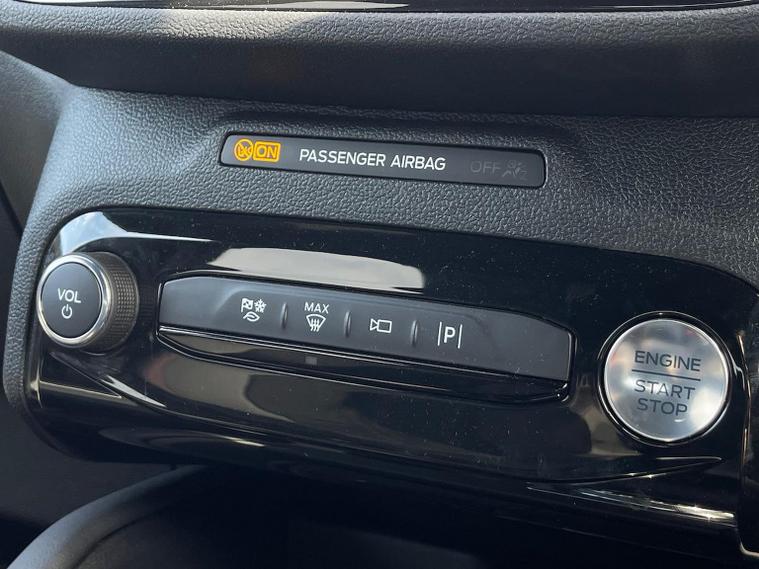 ON PASSENGER AIRBAG OFF
VOL
MAX
P
ENGINE
START
STOP